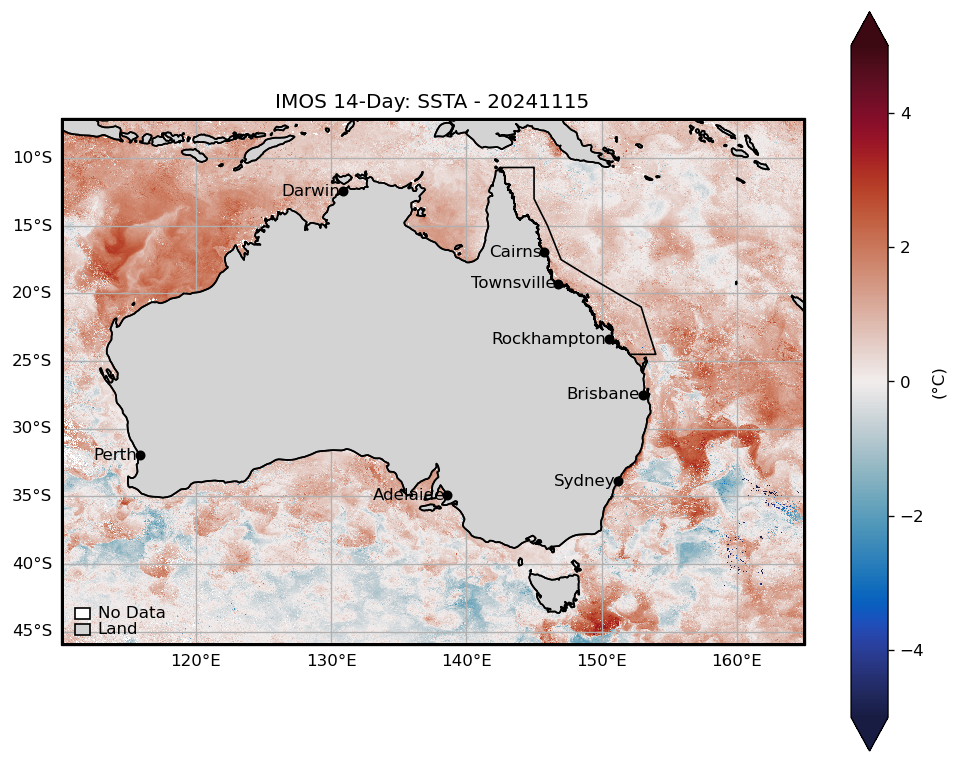 IMOS 14-Day: SSTA - 20241115
10°S
15°S
20°S
25°S
30°S
35°S
40°S
45°S
Darwin
Cairns
Townsville
Rockhampton
Brisbane
Perth
Sydney
Adelaide
No Data
Land
120°E
130°E
140°E
150°E
160°E
4
2
0
−2
−4
(°C)